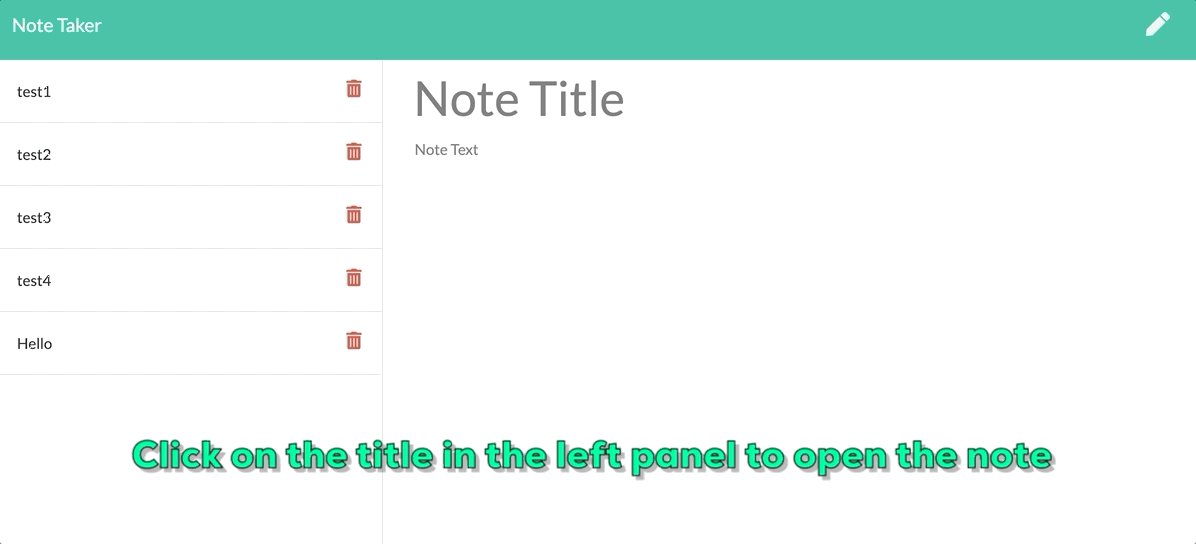 Note Taker
test1
test2
test3
test4
Hello
Note Title
Note Text
Click on the title in the left panel to open the note